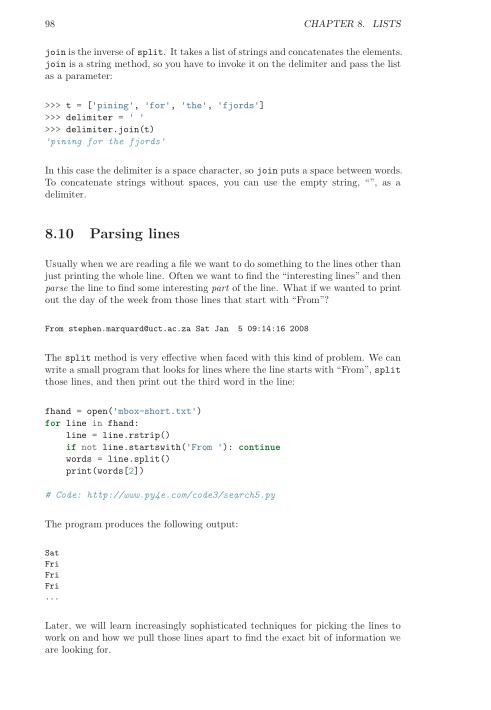 98 CHAPTER 8. LISTS
join is the inverse of split. It takes a list of strings and concatenates the elements.
join is a string method, so you have to invoke it on the delimiter and pass the list
as a parameter:
>>> t = ['pining', 'for', 'the', 'fjords']
>>> delimiter = ' '
>>> delimiter.join(t)
'pining for the fjords'
In this case the delimiter is a space character, so join puts a space between words.
To concatenate strings without spaces, you can use the empty string, “”, as a
delimiter.
8.10 Parsing lines
Usually when we are reading a file we want to do something to the lines other than
just printing the whole line. Often we want to find the “interesting lines” and then
parse the line to find some interesting part of the line. What if we wanted to print
out the day of the week from those lines that start with “From”?
From stephen.marquard@uct.ac.za Sat Jan  5 09:14:16 2008
The split method is very effective when faced with this kind of problem. We can
write a small program that looks for lines where the line starts with “From”, split
those lines, and then print out the third word in the line:
fhand = open('mbox-short.txt')
for line in fhand:
    line = line.rstrip()
    if not line.startswith('From '): continue
    words = line.split()
    print(words[2])
# Code: http://www.py4e.com/code3/search5.py
The program produces the following output:
Sat
Fri
Fri
Fri
...
Later, we will learn increasingly sophisticated techniques for picking the lines to
work on and how we pull those lines apart to find the exact bit of information we
are looking for.